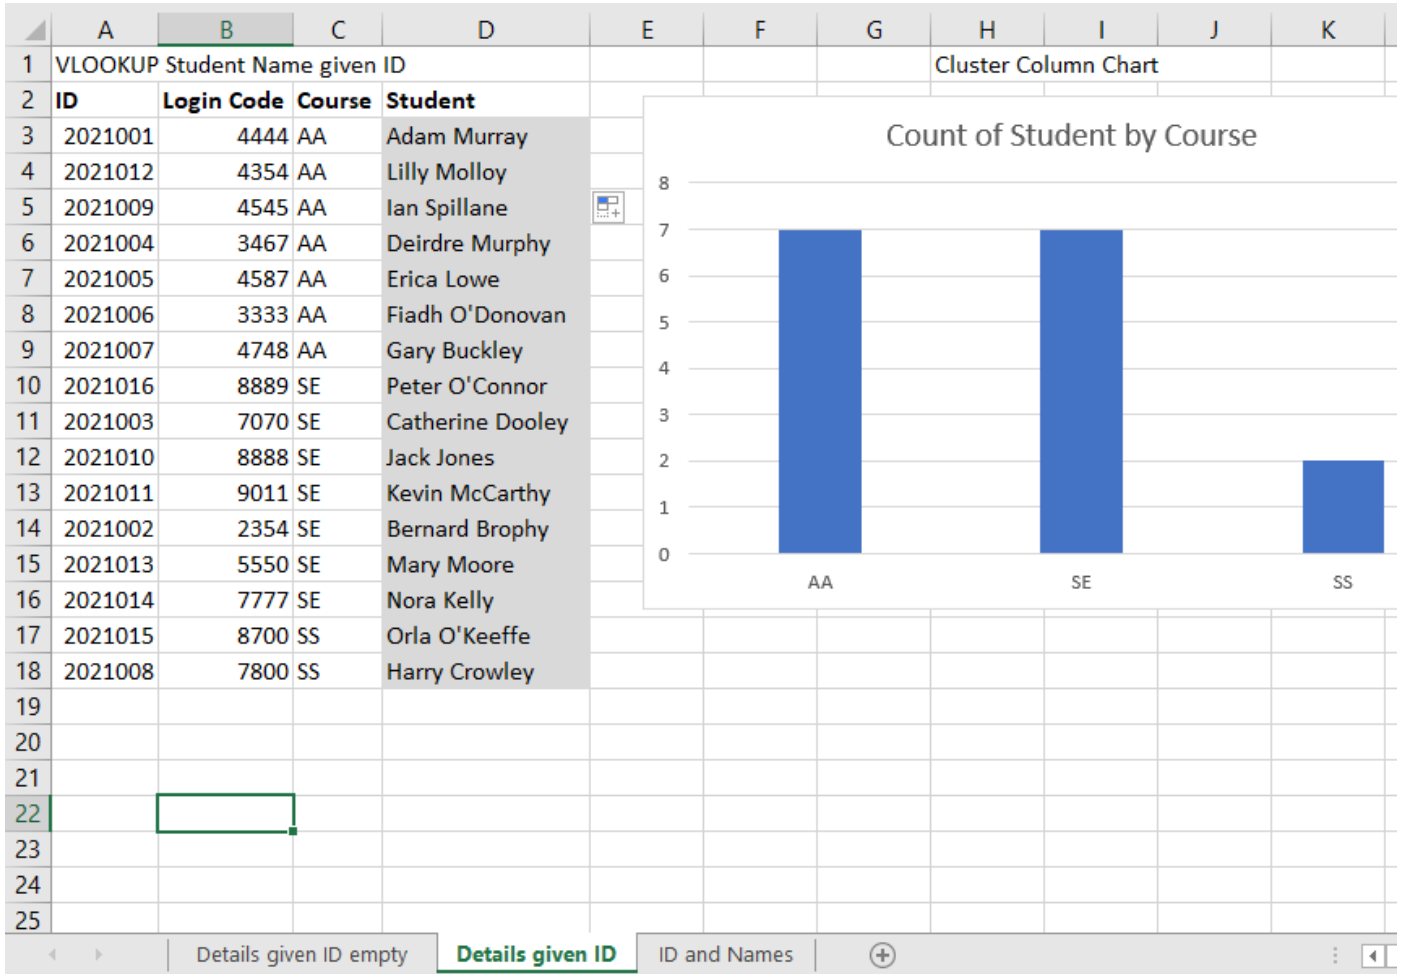 A B C D E F G H I J K
1 VLOOKUP Student Name given ID Cluster Column Chart
2 ID Login Code Course Student
3 2021001 4444 AA Adam Murray
4 2021012 4354 AA Lilly Molloy
5 2021009 4545 AA Ian Spillane
6 2021004 3467 AA Deirdre Murphy
7 2021005 4587 AA Erica Lowe
8 2021006 3333 AA Fiadh O'Donovan
9 2021007 4748 AA Gary Buckley
10 2021016 8889 SE Peter O'Connor
11 2021003 7070 SE Catherine Dooley
12 2021010 8888 SE Jack Jones
13 2021011 9011 SE Kevin McCarthy
14 2021002 2354 SE Bernard Brophy
15 2021013 5550 SE Mary Moore
16 2021014 7777 SE Nora Kelly
17 2021015 8700 SS Orla O'Keeffe
18 2021008 7800 SS Harry Crowley
19
20
21
22
23
24
25
Count of Student by Course
8
7
6
5
4
3
2
1
0
AA SE SS
Details given ID empty Details given ID ID and Names